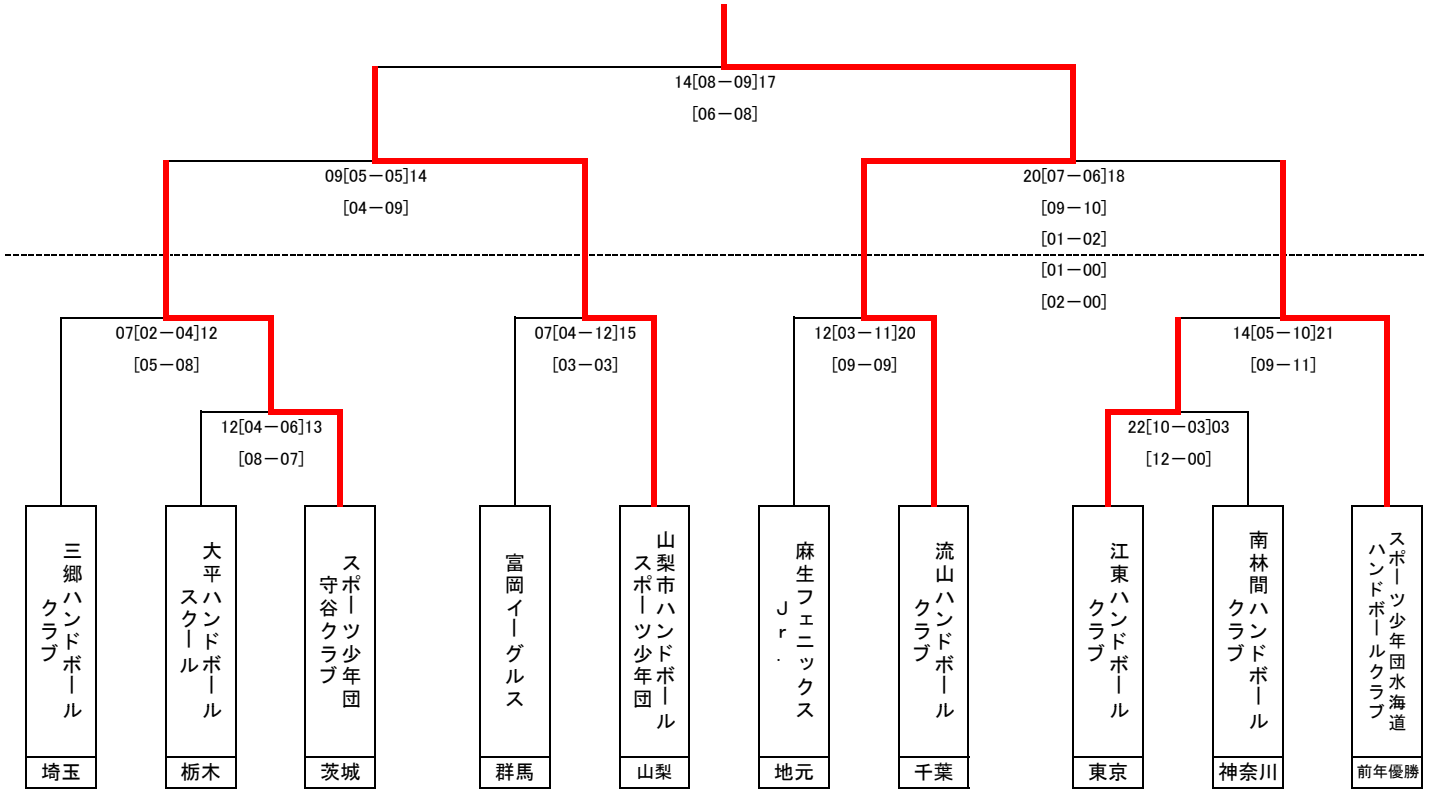 14[08－09]17
[06－08]
09[05－05]14
[04－09]
20[07－06]18
[09－10]
[01－02]
[01－00]
[02－00]
07[02－04]12
[05－08]
07[04－12]15
[03－03]
12[03－11]20
[09－09]
14[05－10]21
[09－11]
12[04－06]13
[08－07]
22[10－03]03
[12－00]
三郷ハンドボール
クラブ
埼玉
大平ハンドボール
スクール
栃木
スポーツ少年団
守谷クラブ
茨城
富岡イーグルス
群馬
山梨市ハンドボール
スポーツ少年団
山梨
麻生フェニックス
Ｊｒ．
地元
流山ハンドボール
クラブ
千葉
江東ハンドボール
クラブ
東京
南林間ハンドボール
クラブ
神奈川
スポーツ少年団水海道
ハンドボールクラブ
前年優勝